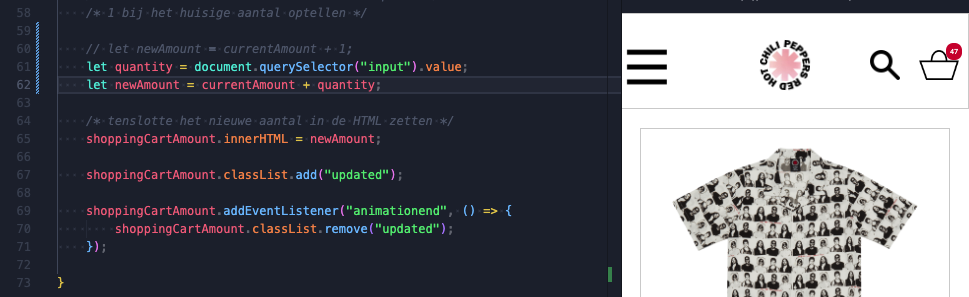 58 /* 1 bij het huisige aantal optellen */
59
60 // let newAmount = currentAmount + 1;
61 let quantity = document.querySelector("input").value;
62 let newAmount = currentAmount + quantity;
63
64 /* tenslotte het nieuwe aantal in de HTML zetten */
65 shoppingCartAmount.innerHTML = newAmount;
66
67 shoppingCartAmount.classList.add("updated");
68
69 shoppingCartAmount.addEventListener("animationend", () => {
70 shoppingCartAmount.classList.remove("updated");
71 });
72
73 }
RED HOT CHILI PEPPERS
47